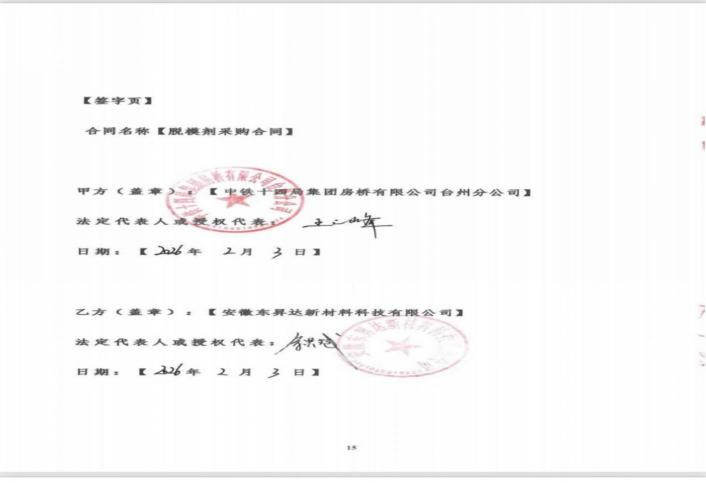 【签字页】
合同名称【脱模剂采购合同】
甲方（盖章）：【中铁十四局集团房桥有限公司台州分公司】
法定代表人或授权代表：
日期：【2026年 2月 3日】
乙方（盖章）：【安徽东昇达新材料科技有限公司】
法定代表人或授权代表：
日期：【2026年 2月 3日】
15